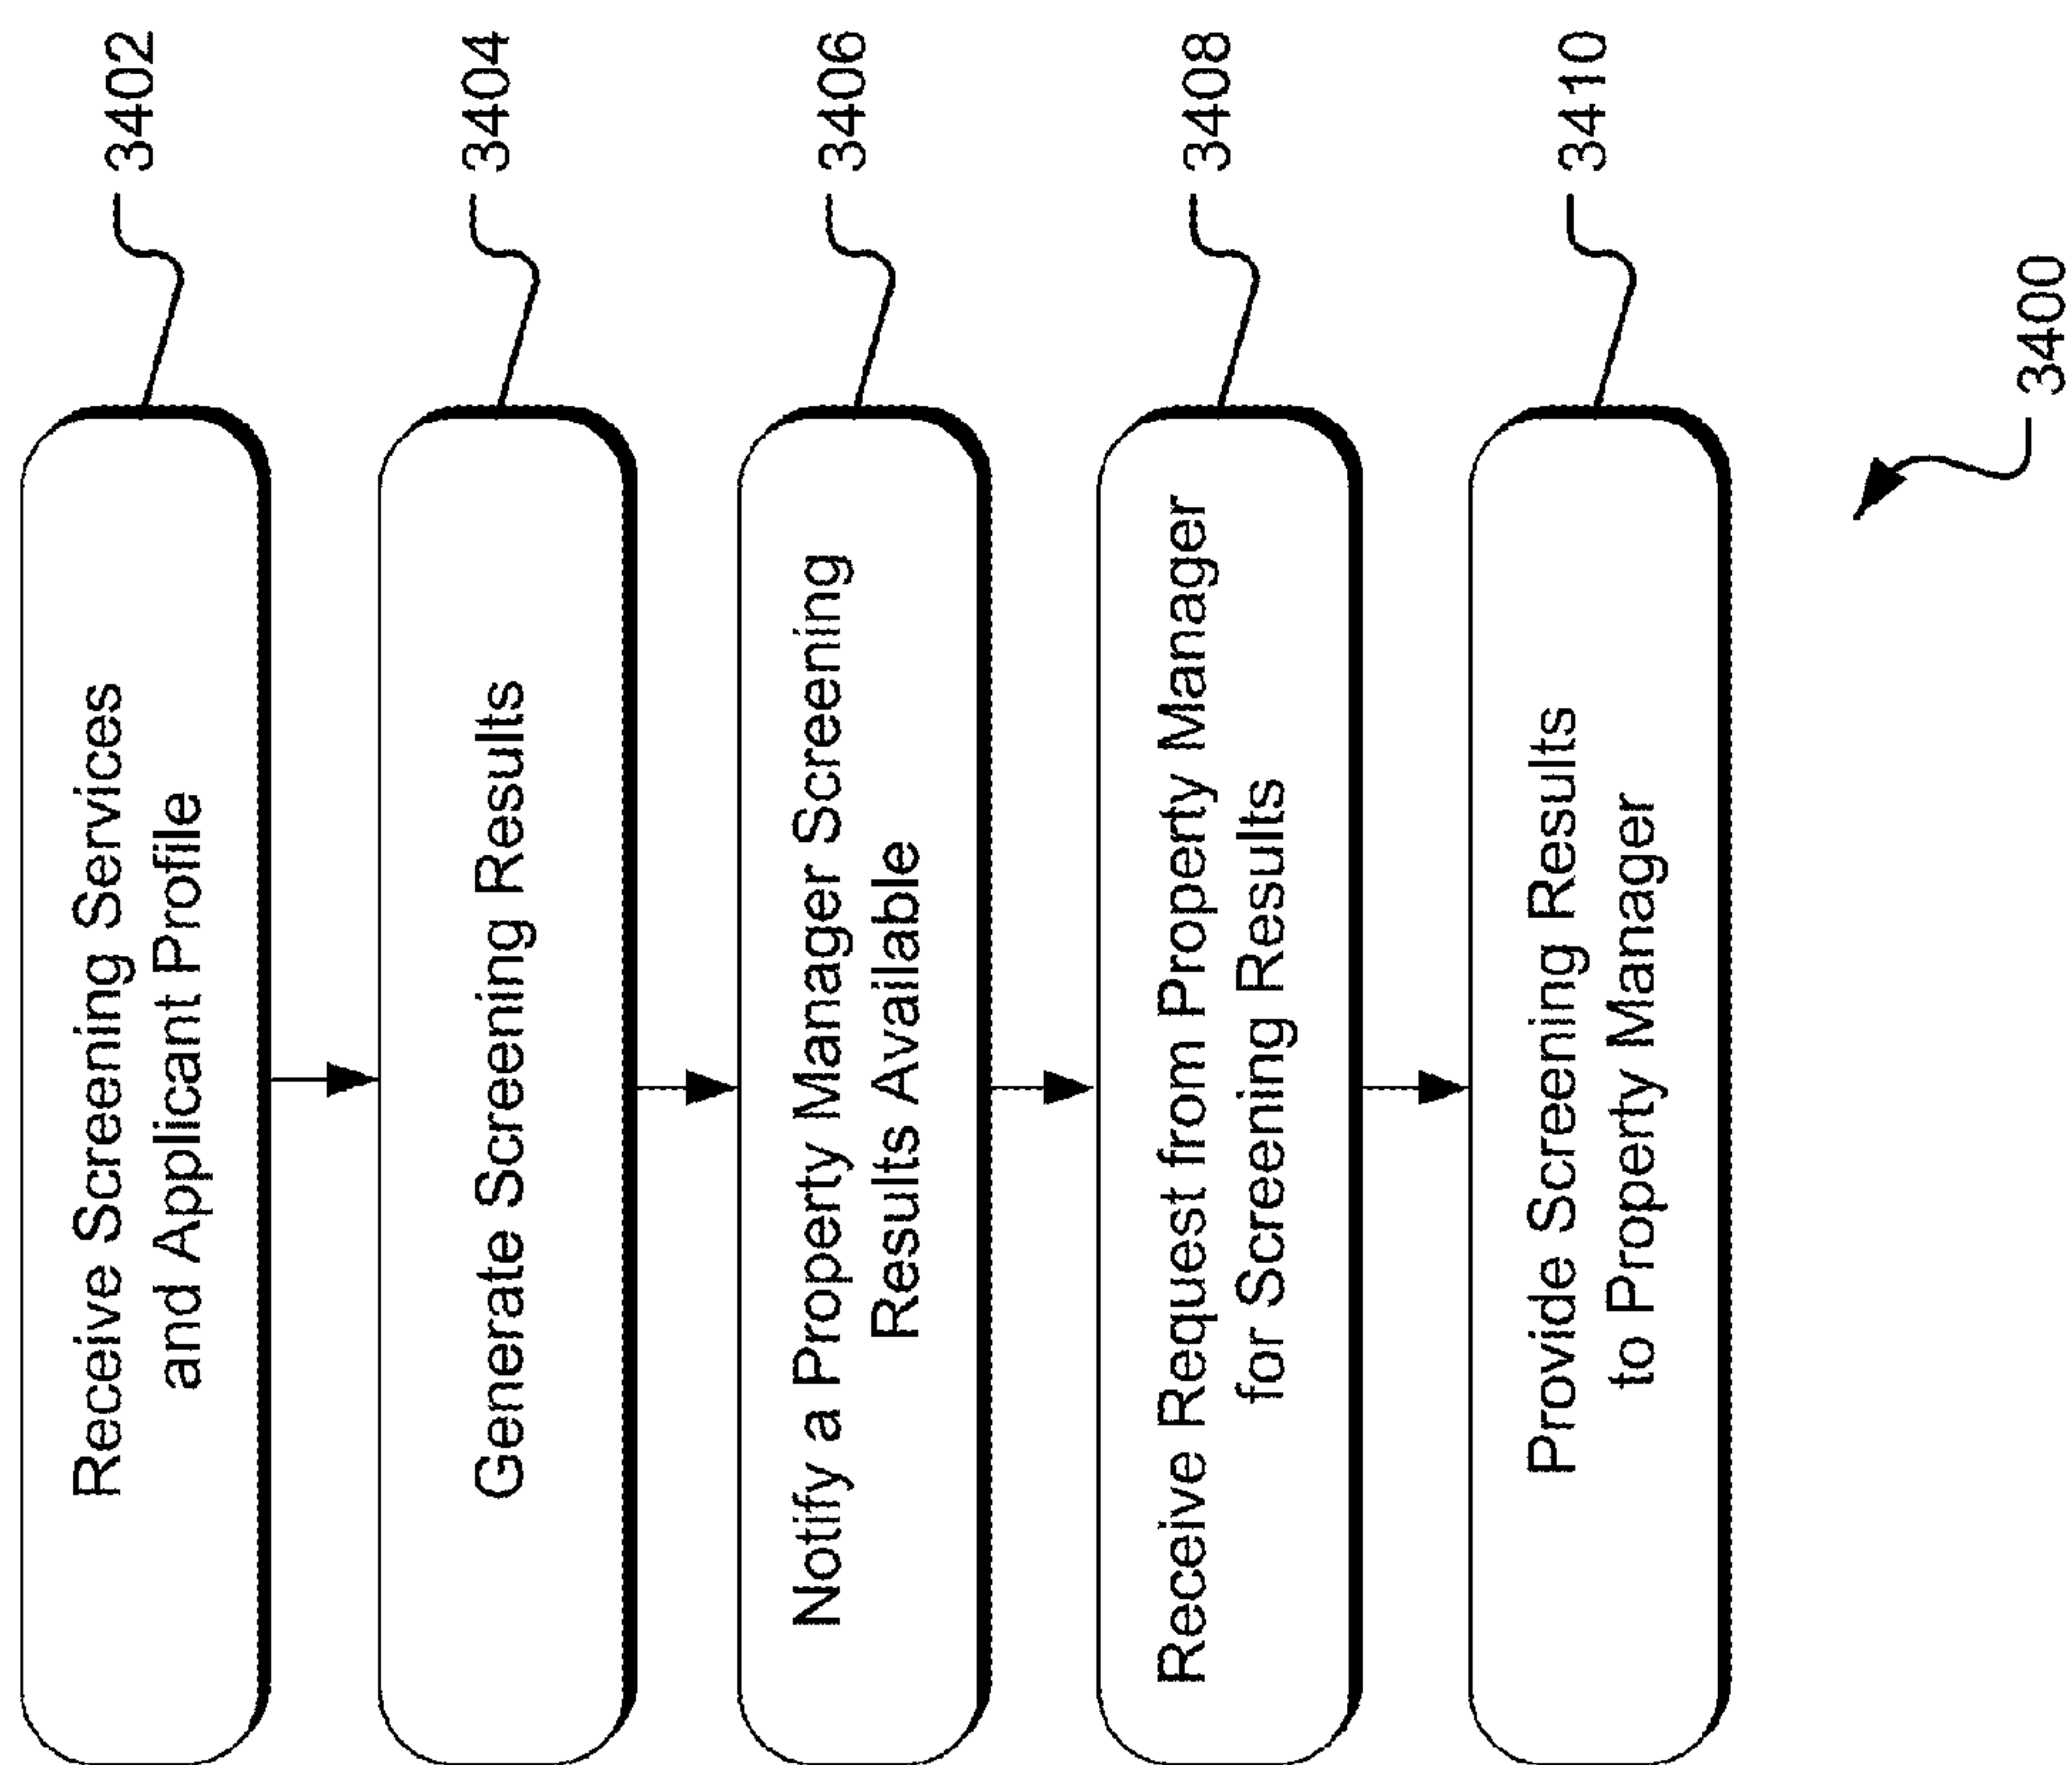 Receive Screening Services
and Applicant Profile
3402
Generate Screening Results
3404
Notify a Property Manager Screening
Results Available
3406
Receive Request from Property Manager
for Screening Results
3408
Provide Screening Results
to Property Manager
3410
3400